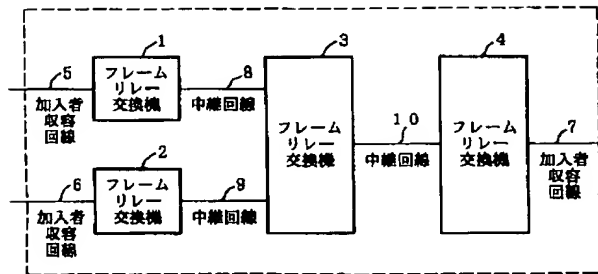 1
フレーム
リレー
交換機
5
加入者
収容
回線
8
中継回線
2
フレーム
リレー
交換機
6
加入者
収容
回線
9
中継回線
3
フレーム
リレー
交換機
10
中継回線
4
フレーム
リレー
交換機
7
加入者
収容
回線